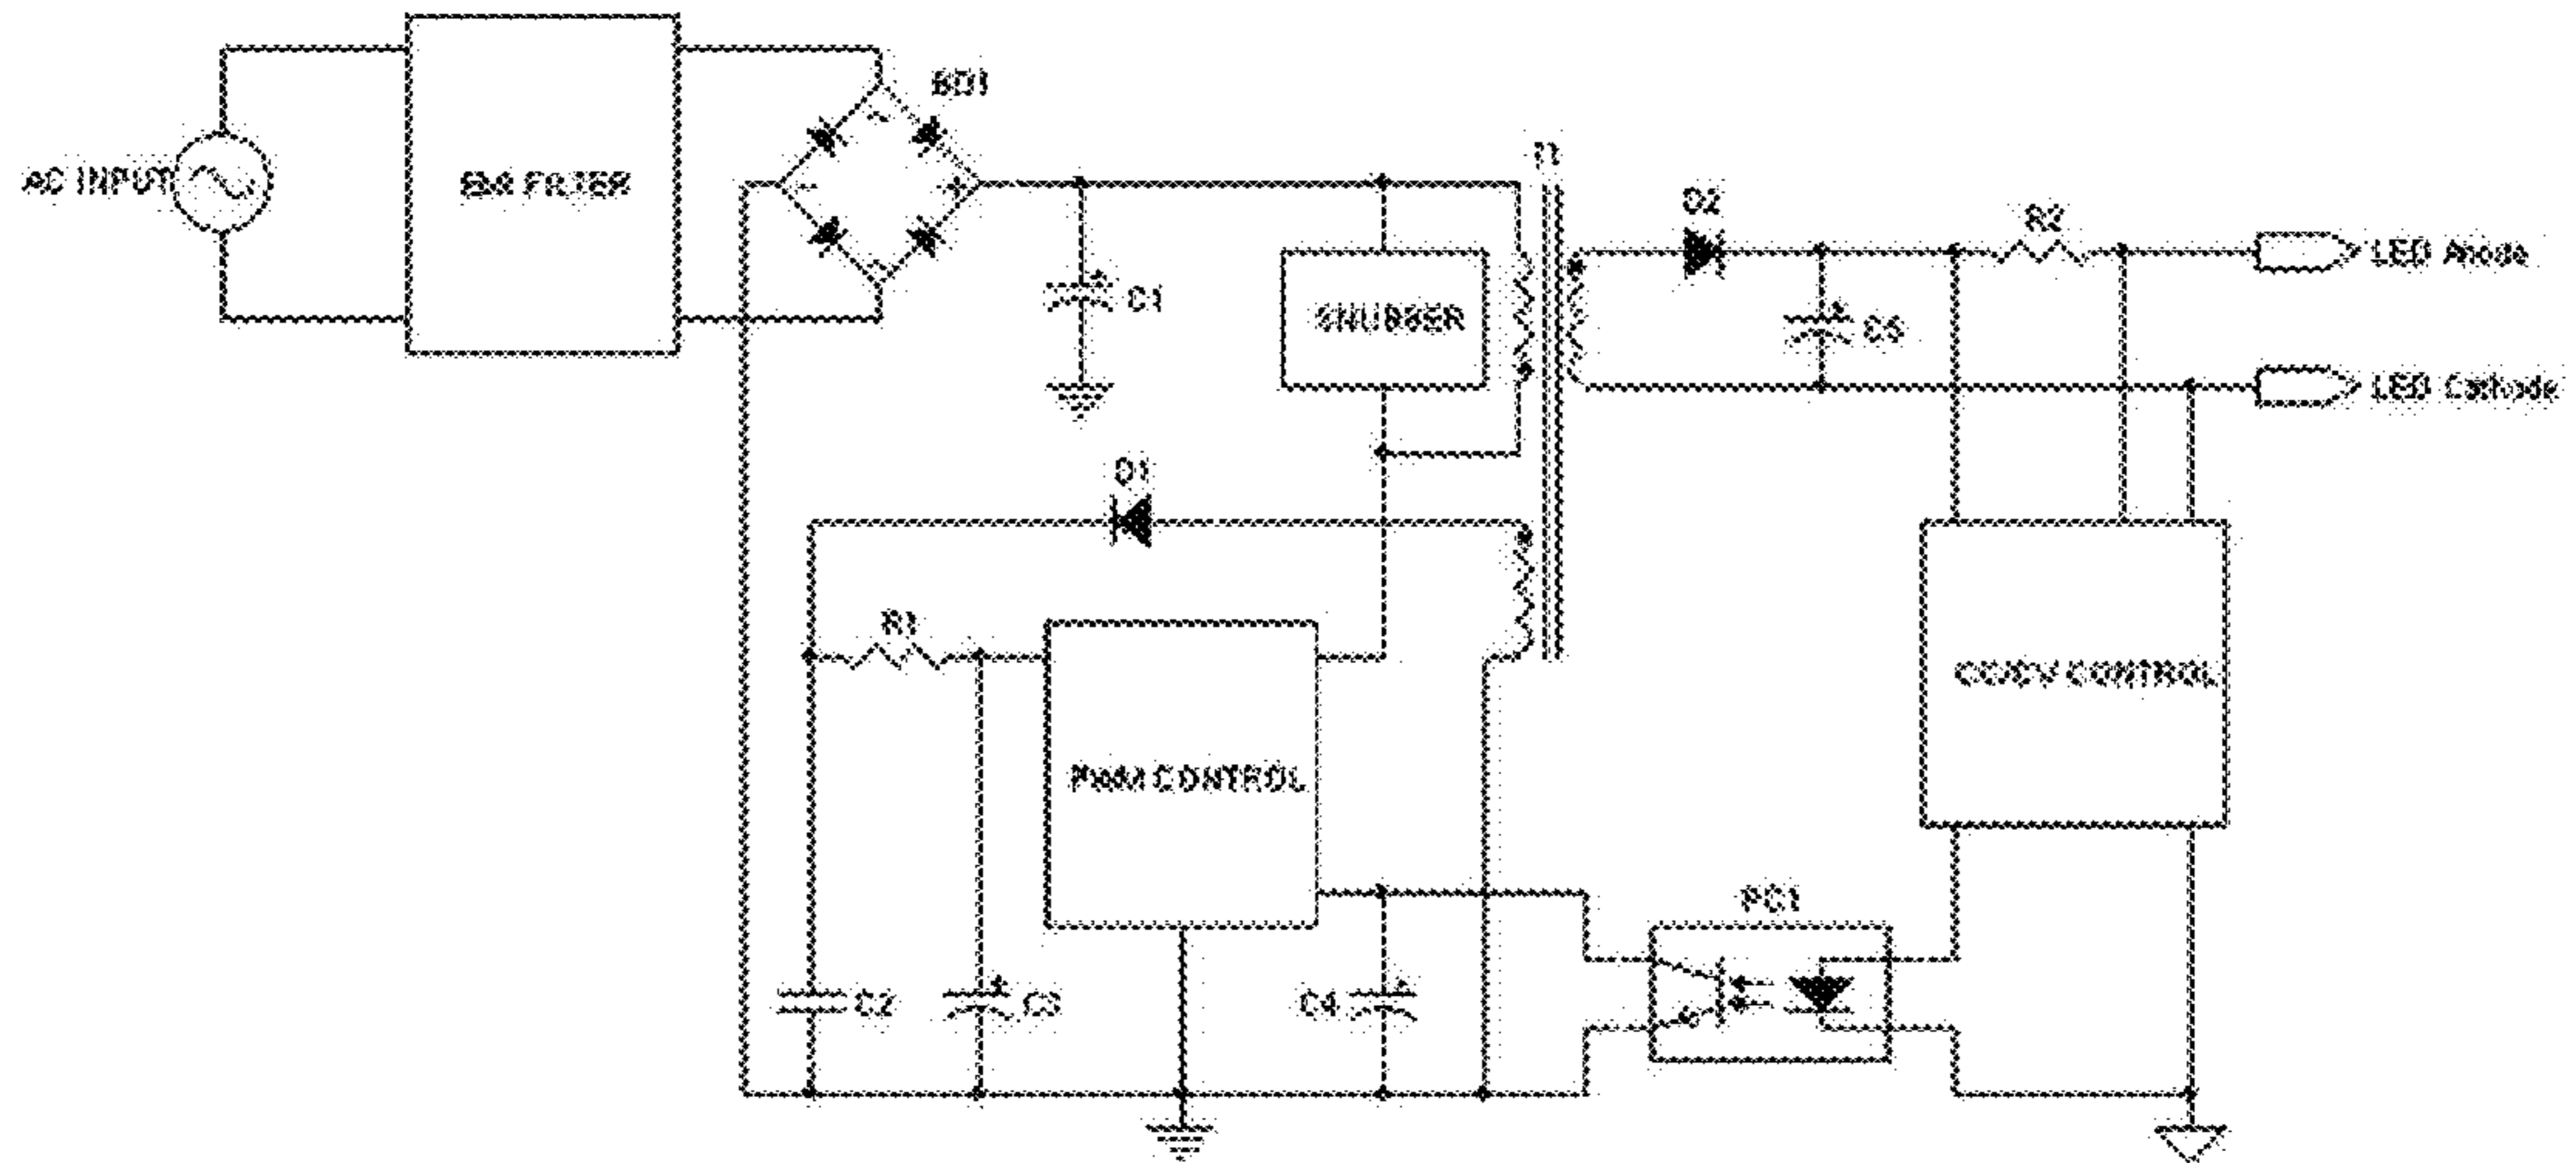 BD1
AC INPUT
EMI FILTER
T1
D2
R2
LED Anode
C1
SNUBBER
C5
LED Cathode
D1
R1
CC/CV CONTROL
PWM CONTROL
PC1
C2
C3
C4